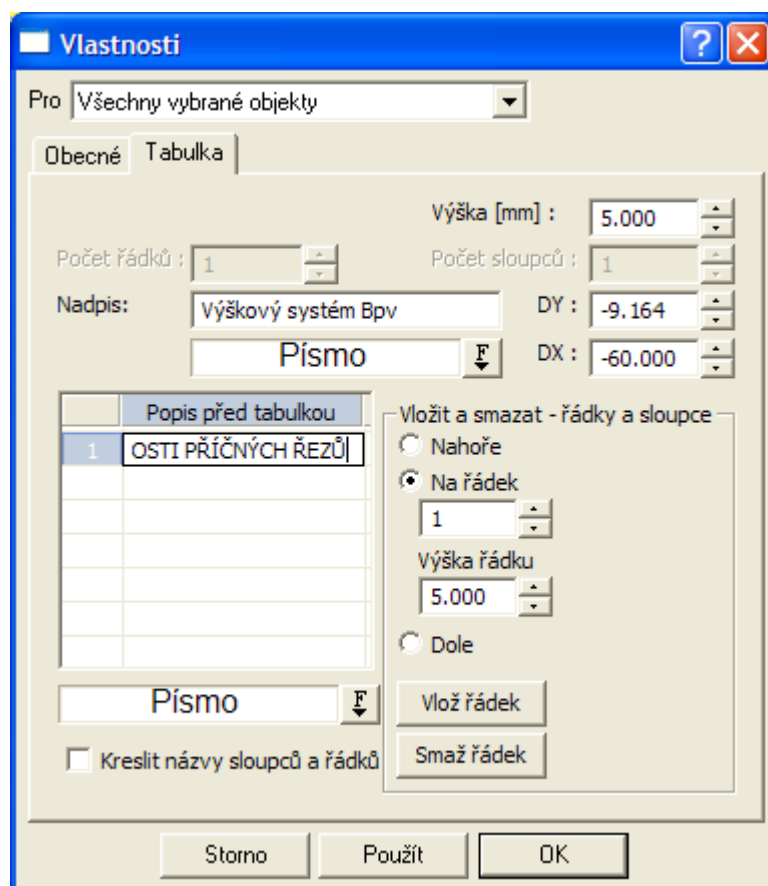 Vlastnosti
Pro Všechny vybrané objekty
Obecné Tabulka
Výška [mm] : 5.000
Počet řádků : 1 Počet sloupců : 1
Nadpis: Výškový systém Bpv DY : -9.164
Písmo F DX : -60.000
Popis před tabulkou
1 OSTI PŘÍČNÝCH ŘEZŮ
Vložit a smazat - řádky a sloupce
Nahoře
Na řádek
1
Výška řádku
5.000
Dole
Písmo F
Vlož řádek
Kreslit názvy sloupců a řádků
Smaž řádek
Storno Použít OK